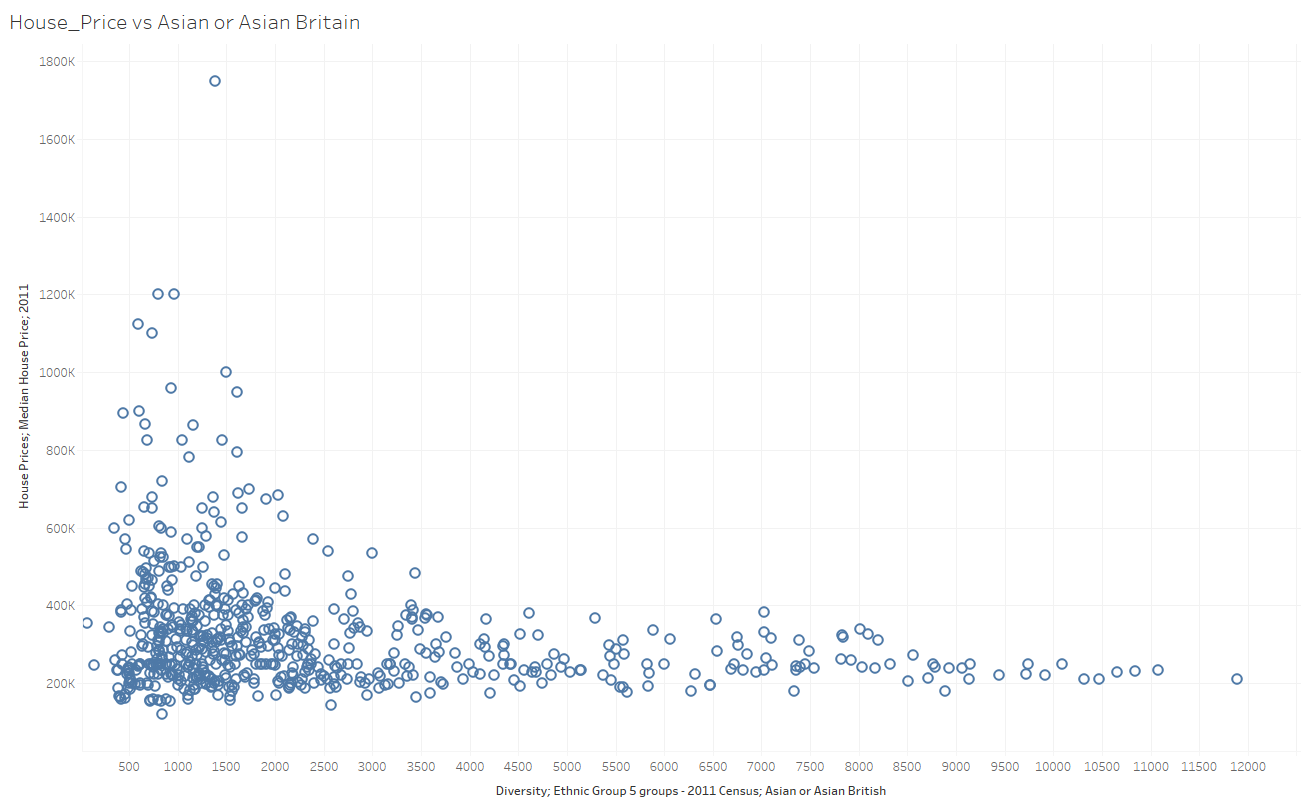 House_Price vs Asian or Asian Britain
1800K
1600K
1400K
1200K
1000K
800K
600K
400K
200K
House Prices; Median House Price; 2011
500 1000 1500 2000 2500 3000 3500 4000 4500 5000 5500 6000 6500 7000 7500 8000 8500 9000 9500 10000 10500 11000 11500 12000
Diversity; Ethnic Group 5 groups - 2011 Census; Asian or Asian British